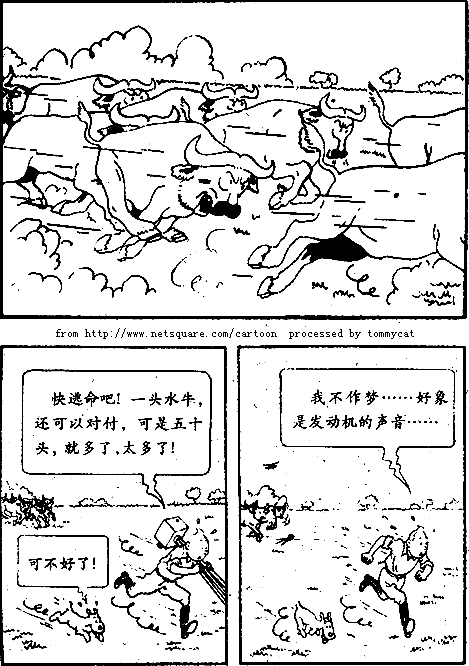 from http://www.netsquare.com/cartoon processed by tommycat
快逃命吧！一头水牛，
还可以对付，可是五十
头，就多了，太多了！
可不好了！
我不作梦……好象
是发动机的声音……